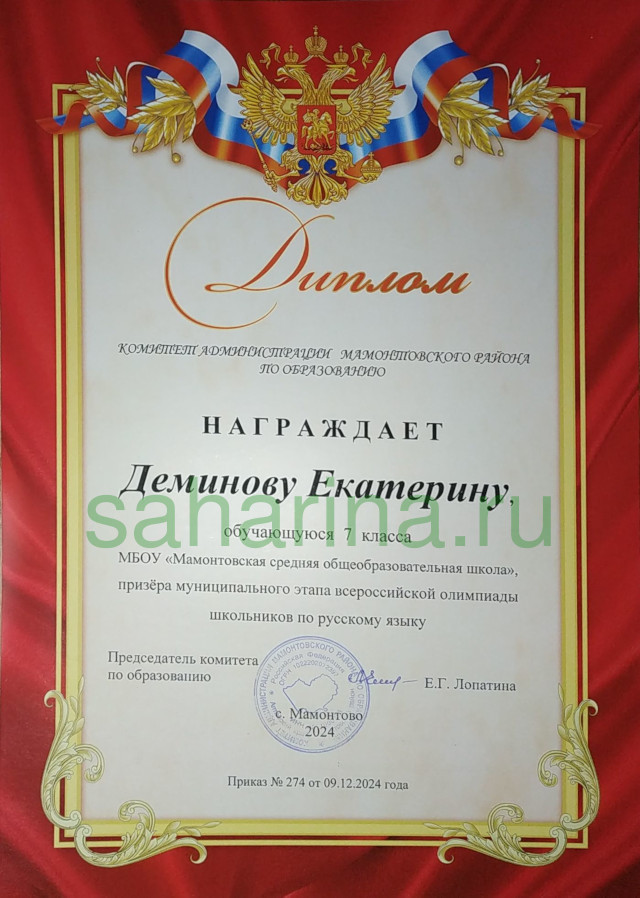 Диплом
КОМИТЕТ АДМИНИСТРАЦИИ МАМОНТОВСКОГО РАЙОНА
ПО ОБРАЗОВАНИЮ
НАГРАЖДАЕТ
Деминову Екатерину,
saharina.ru
обучающуюся 7 класса
МБОУ «Мамонтовская средняя общеобразовательная школа»,
призёра муниципального этапа всероссийской олимпиады
школьников по русскому языку
Председатель комитета
по образованию
Е.Г. Лопатина
Российская Федерация
с. Мамонтово
2024
Приказ № 274 от 09.12.2024 года